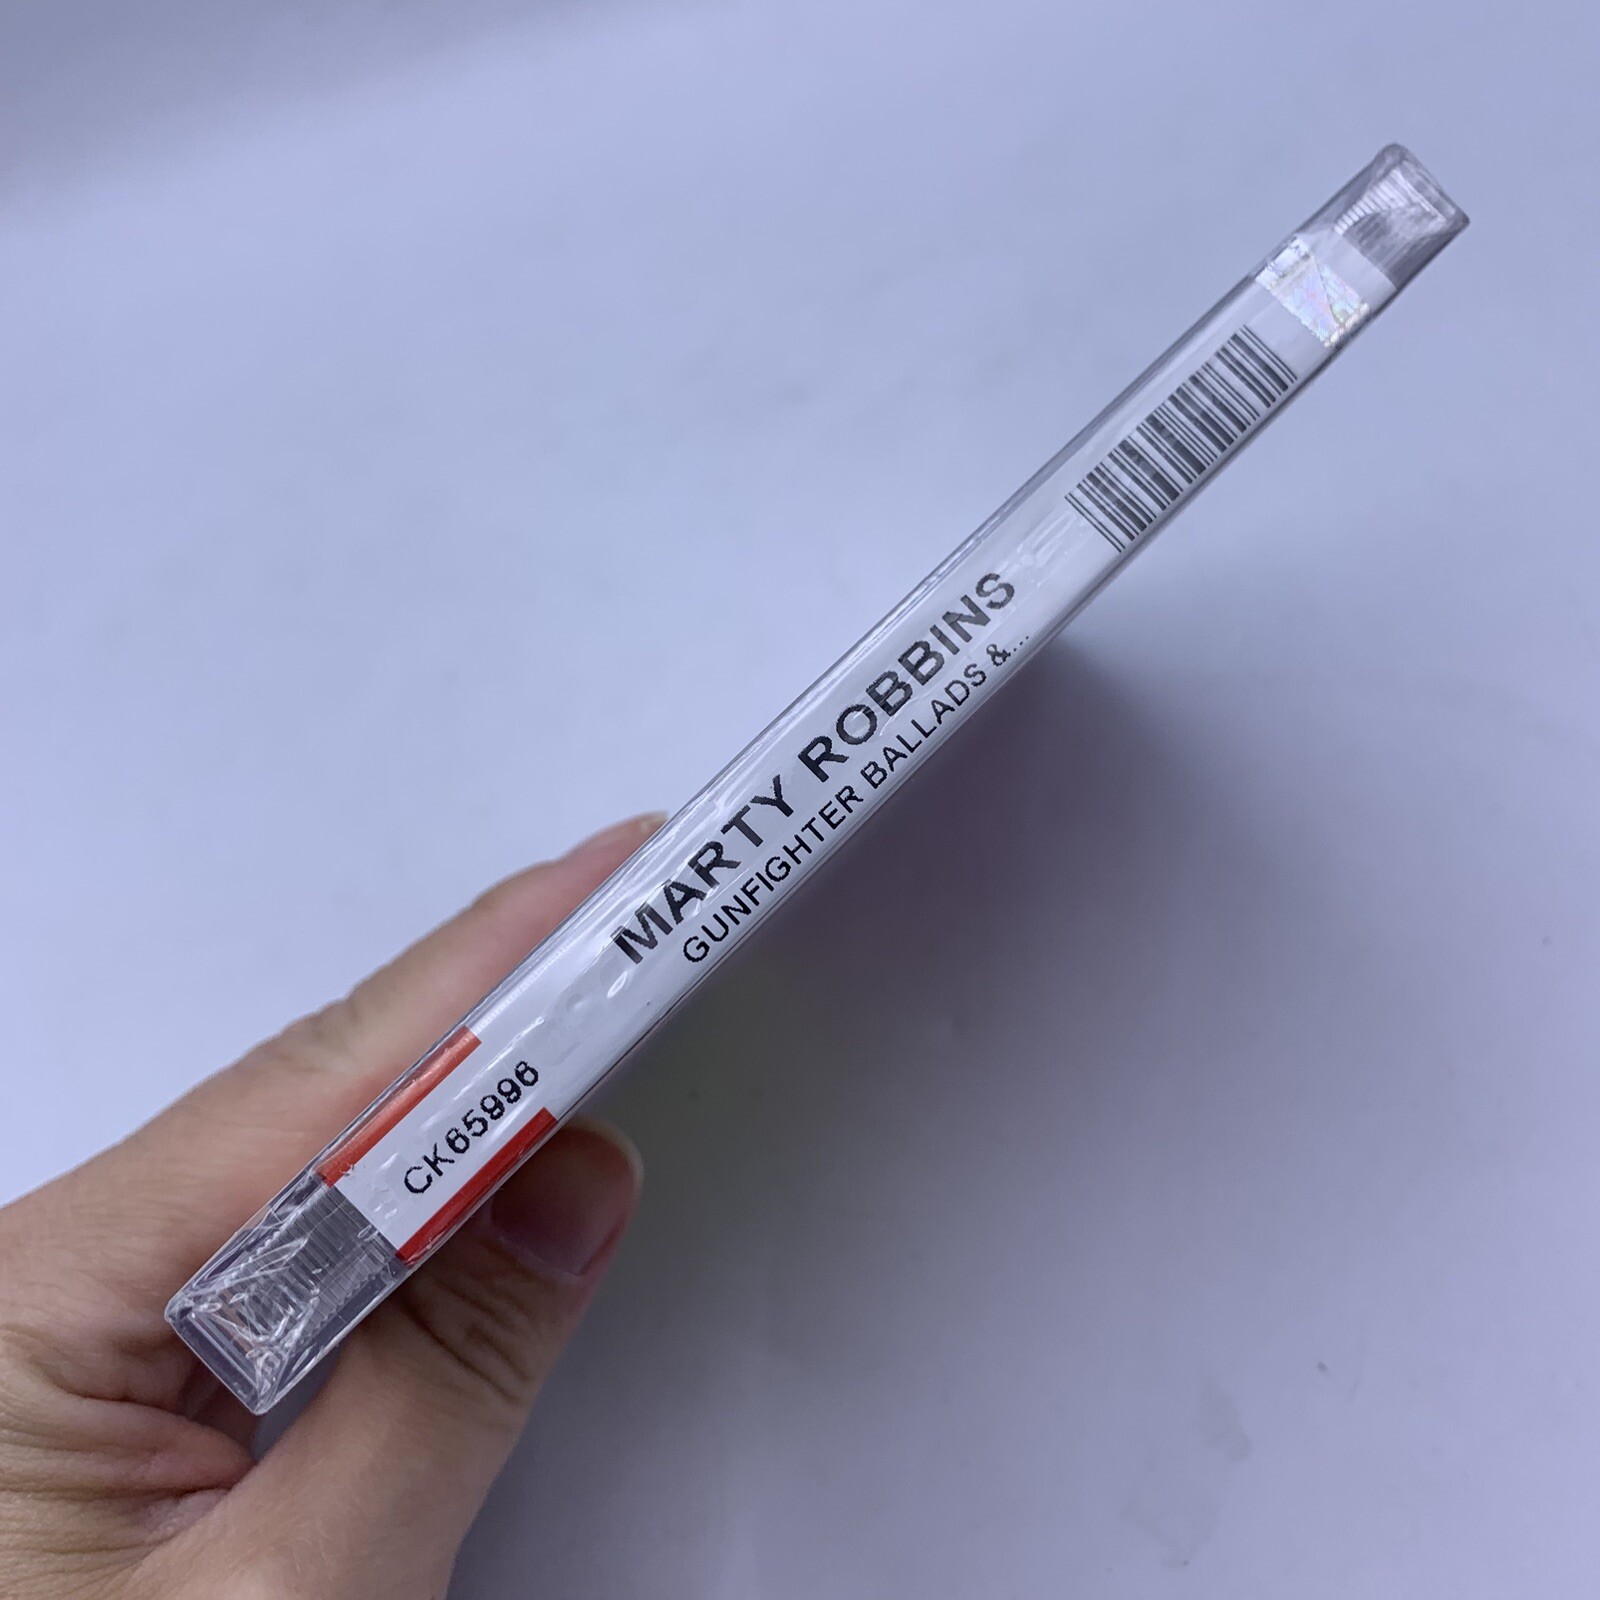 MARTY ROBBINS
GUNFIGHTER BALLADS &...
CK65996